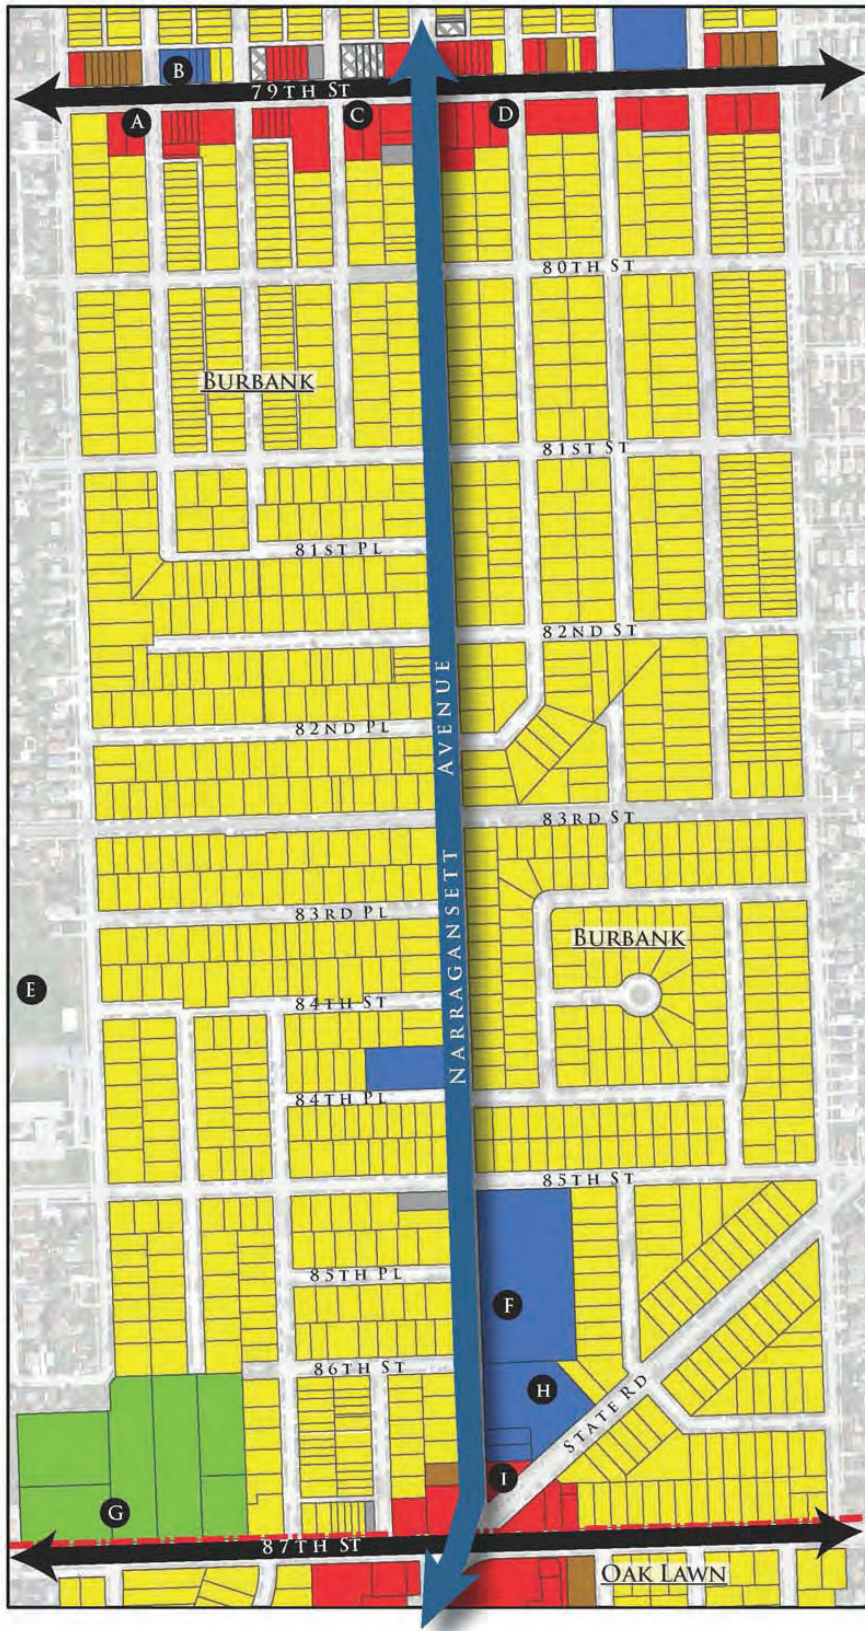 B
79TH ST
A
C
D
80TH ST
BURBANK
81ST ST
81ST PL
82ND ST
NARRAGANSETT AVENUE
82ND PL
83RD ST
83RD PL
BURBANK
E
84TH ST
84TH PL
85TH ST
85TH PL
F
86TH ST
H
STATE RD
I
G
87TH ST
OAK LAWN